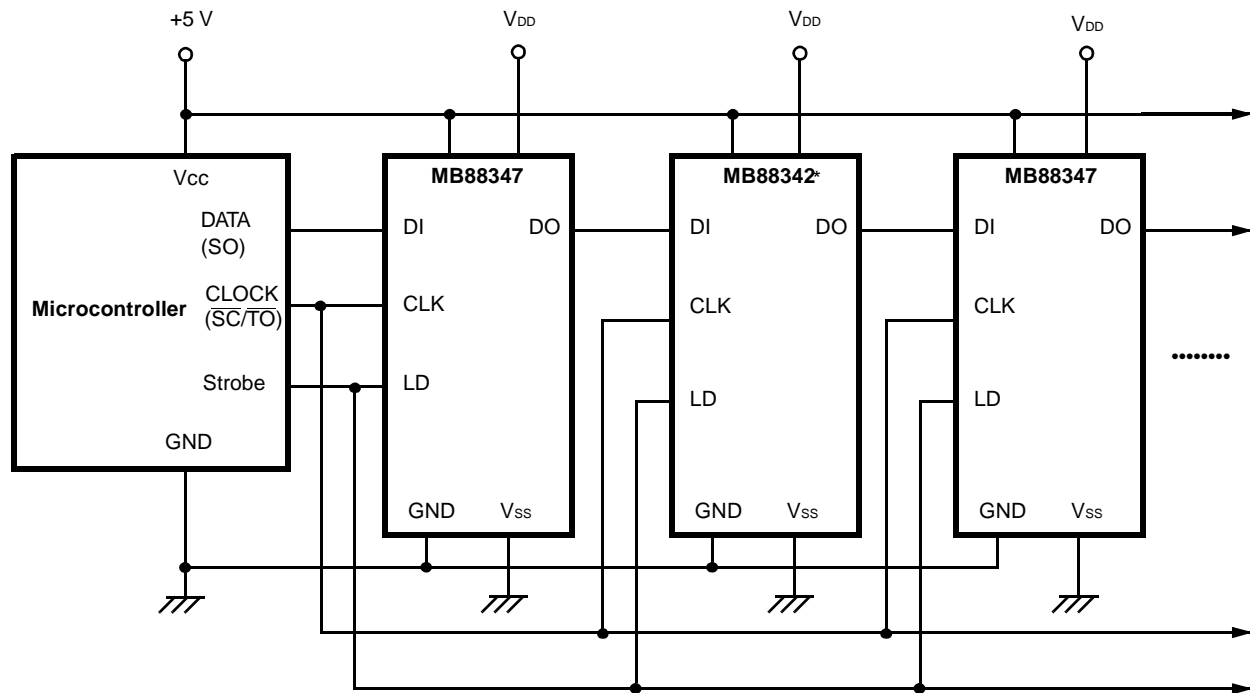 +5 V
VDD
VDD
VDD
Vcc
DATA
(SO)
CLOCK
(SC/TO)
Microcontroller
Strobe
GND
MB88347
DI
DO
CLK
LD
GND
VSS
MB88342*
DI
DO
CLK
LD
GND
VSS
MB88347
DI
DO
CLK
LD
GND
VSS